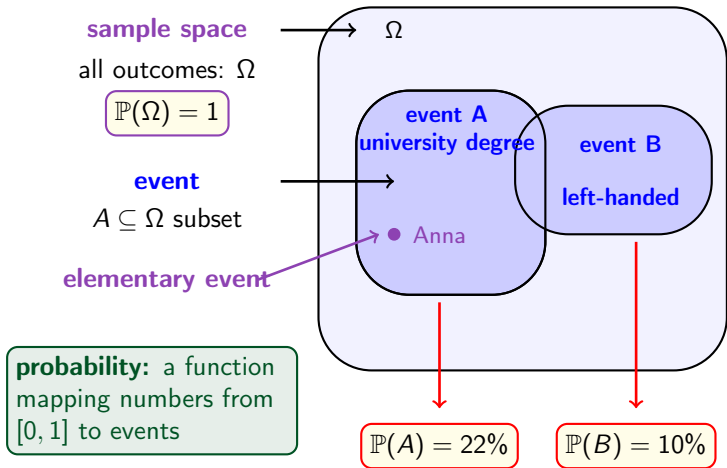 sample space
all outcomes: Ω
ℙ(Ω) = 1
event
A ⊆ Ω subset
elementary event
probability: a function
mapping numbers from
[0, 1] to events
Ω
event A
university degree
Anna
event B
left-handed
ℙ(A) = 22%
ℙ(B) = 10%